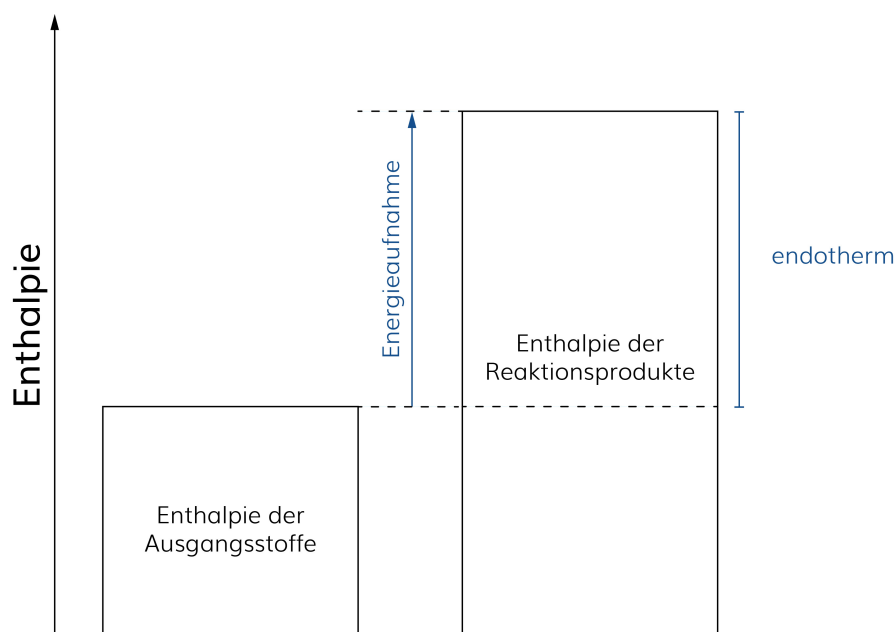 Enthalpie
Energieaufnahme
endotherm
Enthalpie der
Reaktionsprodukte
Enthalpie der
Ausgangsstoffe